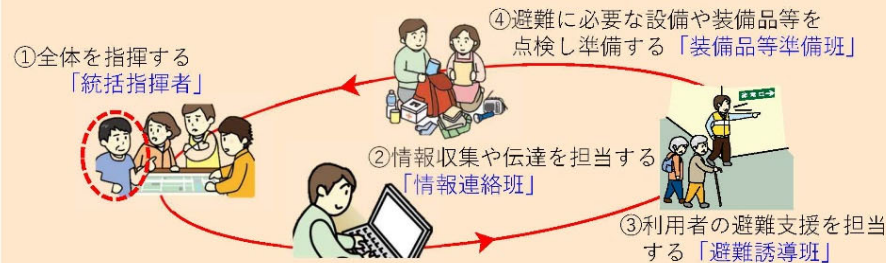 ①全体を指揮する
「統括指揮者」
②情報収集や伝達を担当する
「情報連絡班」
③利用者の避難支援を担当
する「避難誘導班」
④避難に必要な設備や装備品等を
点検し準備する「装備品等準備班」